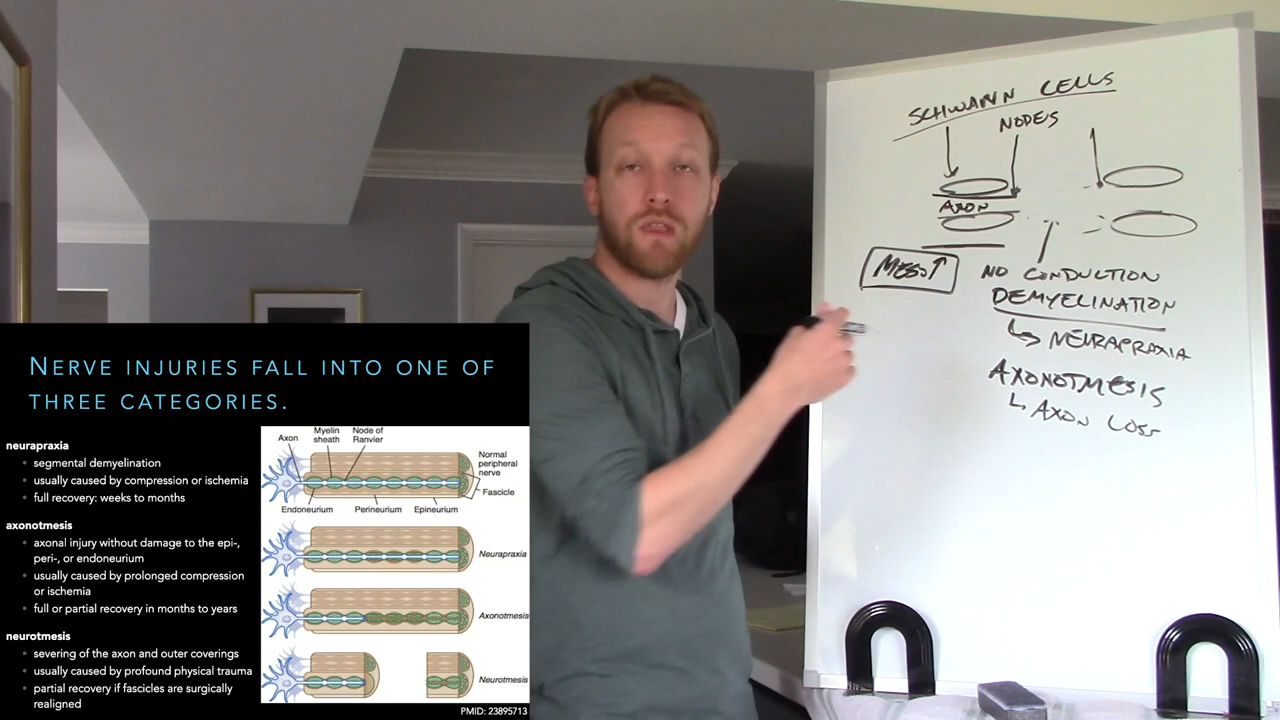 SCHWANN CELLS
NODES
AXON
MESO↑
NO CONDUCTION
DEMYELINATION
↳ NEURAPRAXIA
AXONOTMESIS
↳ AXON LOSS
NERVE INJURIES FALL INTO ONE OF
THREE CATEGORIES.
neurapraxia
• segmental demyelination
• usually caused by compression or ischemia
• full recovery: weeks to months
axonotmesis
• axonal injury without damage to the epi-,
peri-, or endoneurium
• usually caused by prolonged compression
or ischemia
• full or partial recovery in months to years
neurotmesis
• severing of the axon and outer coverings
• usually caused by profound physical trauma
• partial recovery if fascicles are surgically
realigned
Axon
Myelin
sheath
Node of
Ranvier
Normal
peripheral
nerve
Fascicle
Endoneurium
Perineurium
Epineurium
Neurapraxia
Axonotmesis
Neurotmesis
PMID: 23895713